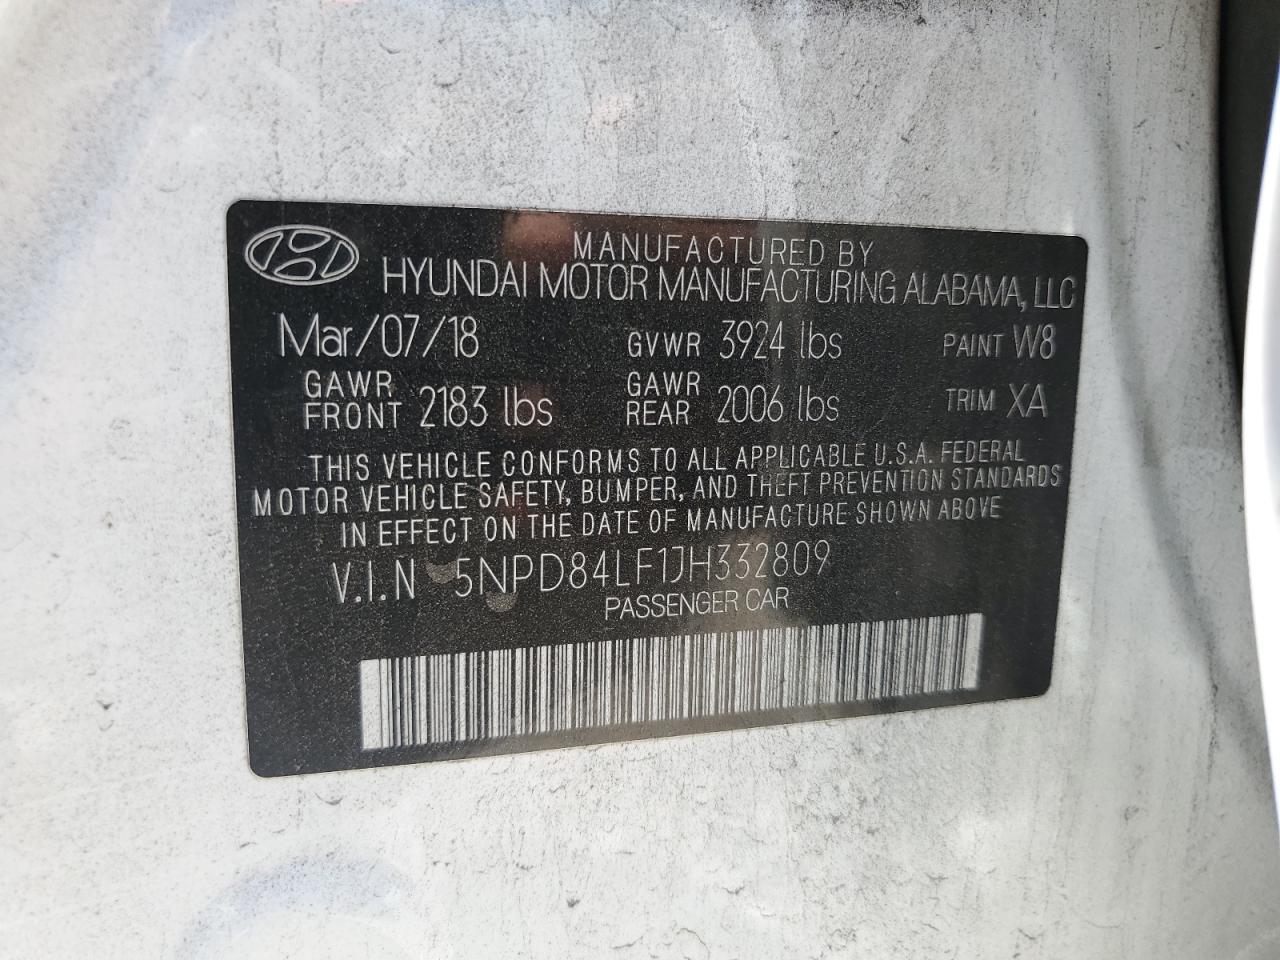 MANUFACTURED BY
HYUNDAI MOTOR MANUFACTURING ALABAMA, LLC
Mar/07/18 GVWR 3924 lbs PAINT W8
GAWR FRONT 2183 lbs GAWR REAR 2006 lbs TRIM XA
THIS VEHICLE CONFORMS TO ALL APPLICABLE U.S.A. FEDERAL
MOTOR VEHICLE SAFETY, BUMPER, AND THEFT PREVENTION STANDARDS
IN EFFECT ON THE DATE OF MANUFACTURE SHOWN ABOVE
V.I.N 5NPD84LF1JH332809
PASSENGER CAR